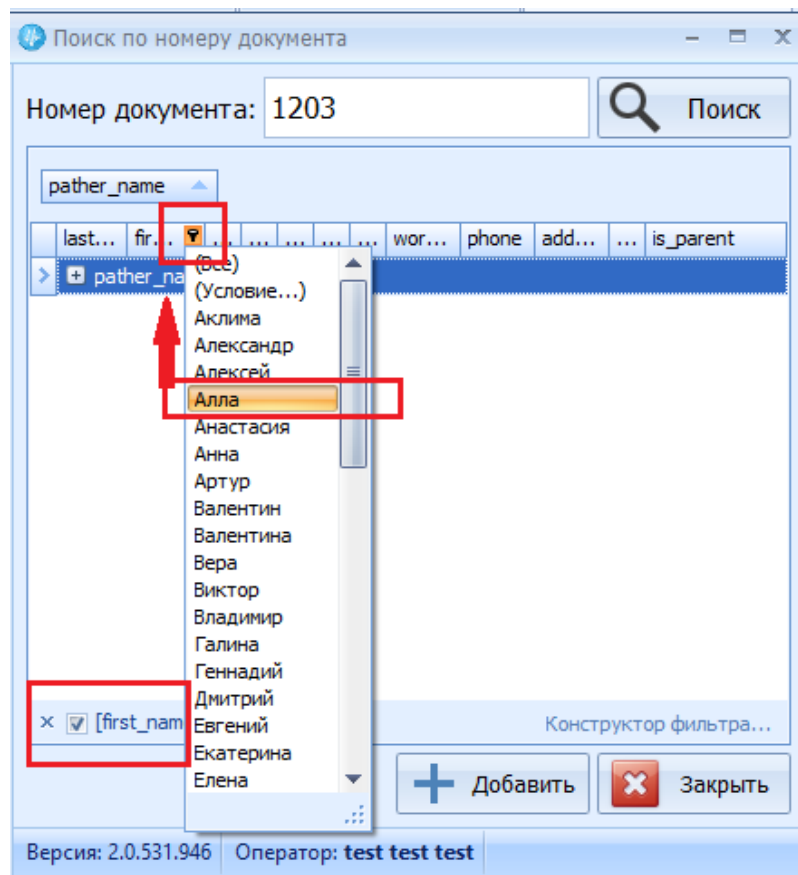 Поиск по номеру документа
Номер документа: 1203 Поиск
pather_name
last... fir... ... ... ... ... ... wor... phone add... ... is_parent
pather_na
(Все)
(Условие...)
Аклима
Александр
Алексей
Алла
Анастасия
Анна
Артур
Валентин
Валентина
Вера
Виктор
Владимир
Галина
Геннадий
Дмитрий
Евгений
Екатерина
Елена
[first_nam
Конструктор фильтра...
Добавить Закрыть
Версия: 2.0.531.946 Оператор: test test test